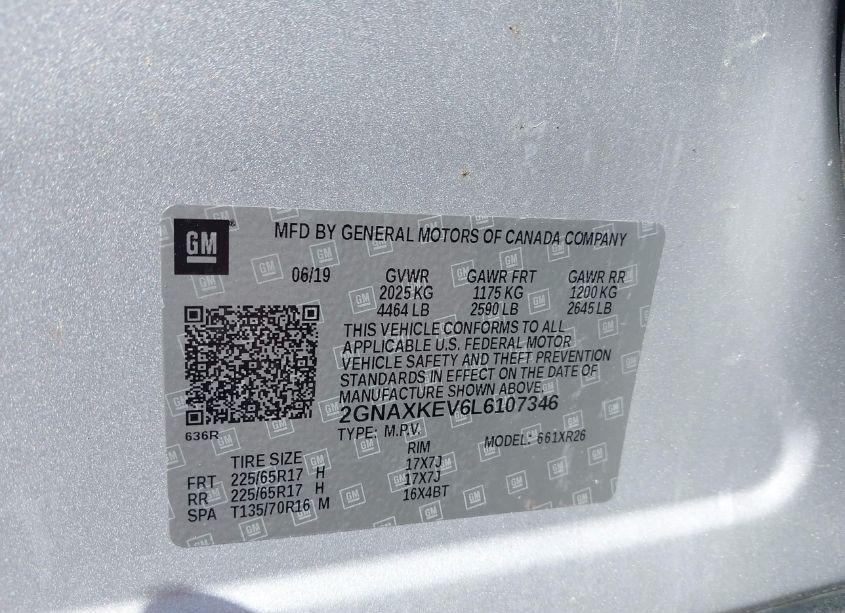 GM
MFD BY GENERAL MOTORS OF CANADA COMPANY
06/19 GVWR GAWR FRT GAWR RR
2025 KG 1175 KG 1200 KG
4464 LB 2590 LB 2645 LB
THIS VEHICLE CONFORMS TO ALL
APPLICABLE U.S. FEDERAL MOTOR
VEHICLE SAFETY AND THEFT PREVENTION
STANDARDS IN EFFECT ON THE DATE OF
MANUFACTURE SHOWN ABOVE.
2GNAXKEV6L6107346
636R
TYPE: M.P.V. MODEL: 661XR26
TIRE SIZE RIM
FRT 225/65R17 H 17X7J
RR 225/65R17 H 17X7J
SPA T135/70R16 M 16X4BT